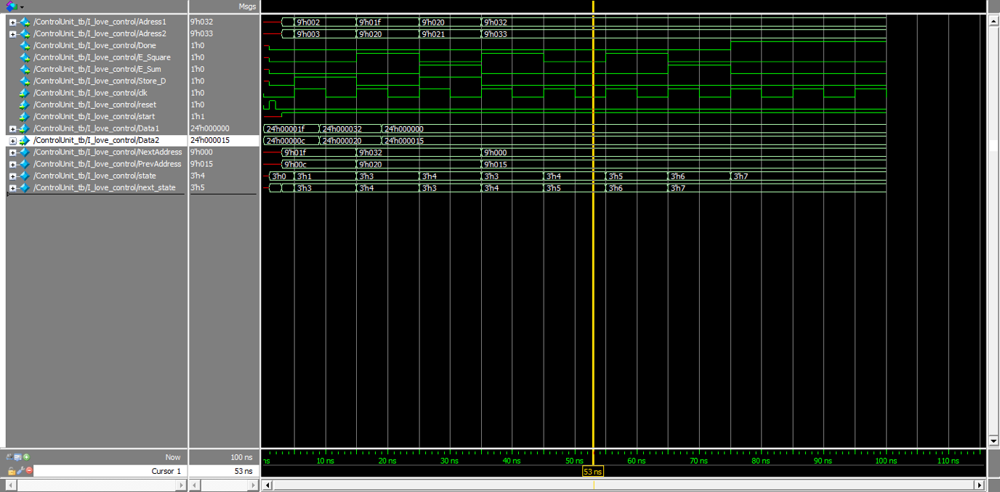 Msgs
/ControlUnit_tb/I_love_control/Adress1 9'h032 9'h002 9'h01f 9'h020 9'h032
/ControlUnit_tb/I_love_control/Adress2 9'h033 9'h003 9'h020 9'h021 9'h033
/ControlUnit_tb/I_love_control/Done 1'h0
/ControlUnit_tb/I_love_control/E_Square 1'h0
/ControlUnit_tb/I_love_control/E_Sum 1'h0
/ControlUnit_tb/I_love_control/Store_D 1'h0
/ControlUnit_tb/I_love_control/clk 1'h0
/ControlUnit_tb/I_love_control/reset 1'h0
/ControlUnit_tb/I_love_control/start 1'h1
/ControlUnit_tb/I_love_control/Data1 24'h000000 24'h00001f 24'h000032 24'h000000
/ControlUnit_tb/I_love_control/Data2 24'h000015 24'h00000c 24'h000020 24'h000015
/ControlUnit_tb/I_love_control/NextAddress 9'h000 9'h01f 9'h032 9'h000
/ControlUnit_tb/I_love_control/PrevAddress 9'h015 9'h00c 9'h020 9'h015
/ControlUnit_tb/I_love_control/state 3'h4 3'h0 3'h1 3'h3 3'h4 3'h3 3'h4 3'h5 3'h6 3'h7
/ControlUnit_tb/I_love_control/next_state 3'h5 3'h3 3'h4 3'h3 3'h4 3'h5 3'h6 3'h7
Now 100 ns ns 10 ns 20 ns 30 ns 40 ns 50 ns 60 ns 70 ns 80 ns 90 ns 100 ns 110 ns
Cursor 1 53 ns 53 ns